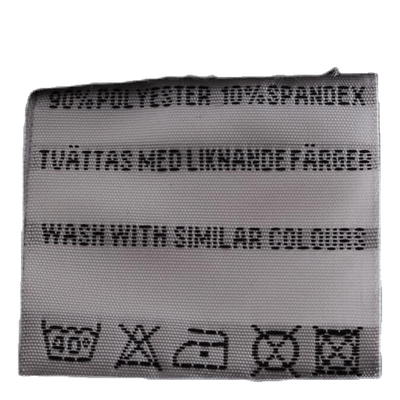 90% POLYESTER 10% SPANDEX
TVÄTTAS MED LIKNANDE FÄRGER
WASH WITH SIMILAR COLOURS
40°